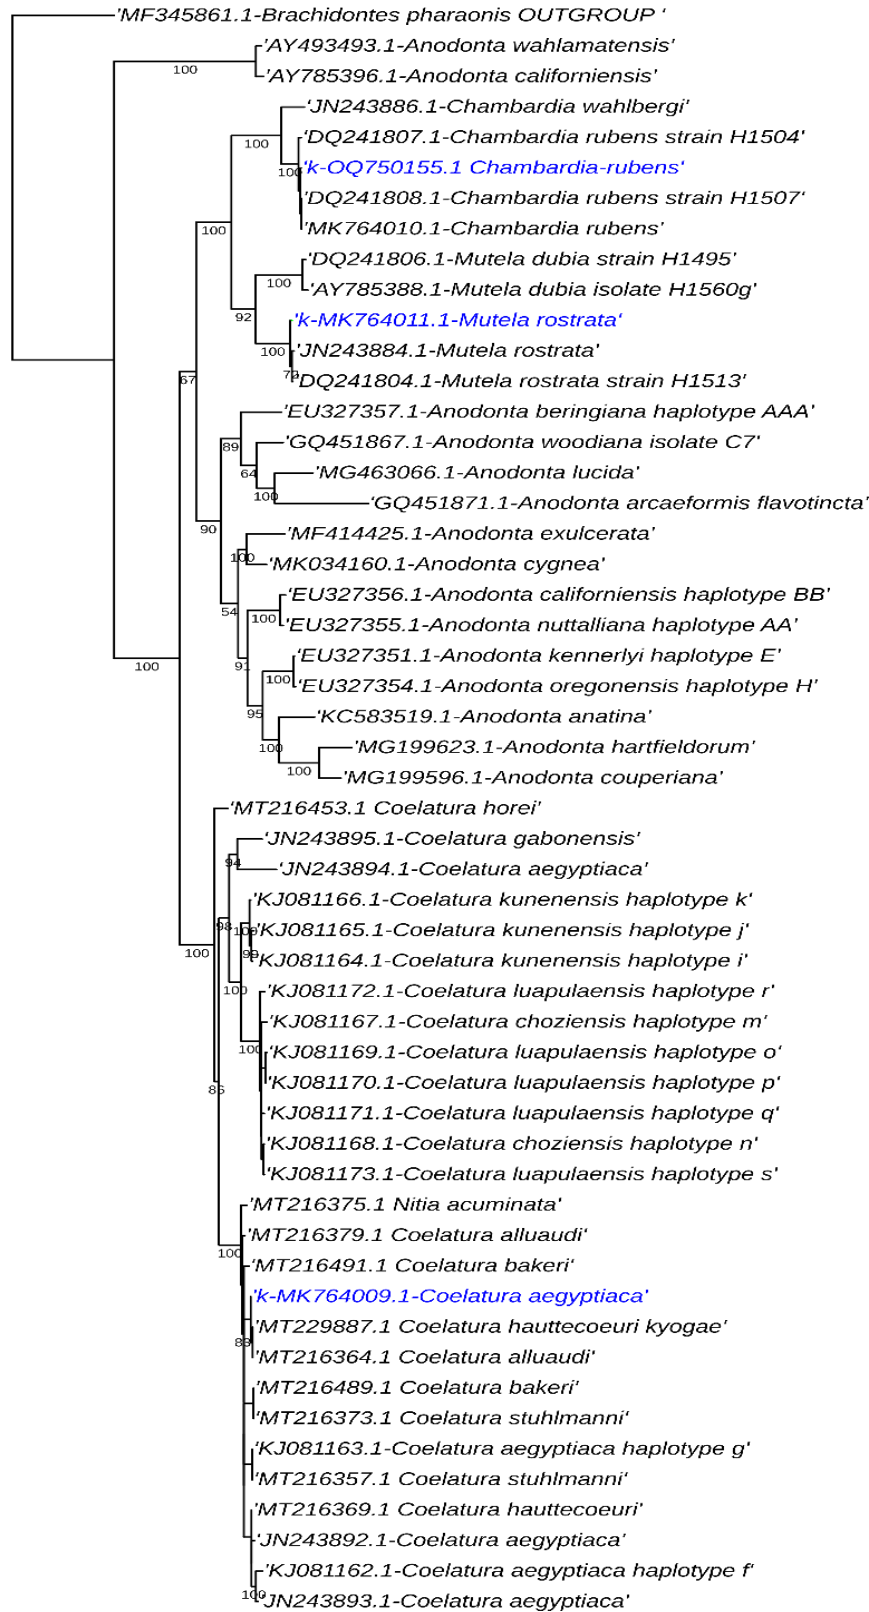 'MF345861.1-Brachidontes pharaonis OUTGROUP '
'AY493493.1-Anodonta wahlamatensis'
100
'AY785396.1-Anodonta californiensis'
'JN243886.1-Chambardia wahlbergi'
'DQ241807.1-Chambardia rubens strain H1504'
100
'k-OQ750155.1 Chambardia-rubens'
100
'DQ241808.1-Chambardia rubens strain H1507'
'MK764010.1-Chambardia rubens'
100
'DQ241806.1-Mutela dubia strain H1495'
100
'AY785388.1-Mutela dubia isolate H1560g'
92
'k-MK764011.1-Mutela rostrata'
100
'JN243884.1-Mutela rostrata'
'DQ241804.1-Mutela rostrata strain H1513'
67
'EU327357.1-Anodonta beringiana haplotype AAA'
89
'GQ451867.1-Anodonta woodiana isolate C7'
64
'MG463066.1-Anodonta lucida'
100
'GQ451871.1-Anodonta arcaeformis flavotincta'
90
'MF414425.1-Anodonta exulcerata'
100
'MK034160.1-Anodonta cygnea'
'EU327356.1-Anodonta californiensis haplotype BB'
54
100
'EU327355.1-Anodonta nuttalliana haplotype AA'
'EU327351.1-Anodonta kennerlyi haplotype E'
91
100
100
'EU327354.1-Anodonta oregonensis haplotype H'
95
'KC583519.1-Anodonta anatina'
100
'MG199623.1-Anodonta hartfieldorum'
100
'MG199596.1-Anodonta couperiana'
'MT216453.1 Coelatura horei'
'JN243895.1-Coelatura gabonensis'
94
'JN243894.1-Coelatura aegyptiaca'
'KJ081166.1-Coelatura kunenensis haplotype k'
98
100
'KJ081165.1-Coelatura kunenensis haplotype j'
100
99
'KJ081164.1-Coelatura kunenensis haplotype i'
100
'KJ081172.1-Coelatura luapulaensis haplotype r'
'KJ081167.1-Coelatura choziensis haplotype m'
100
'KJ081169.1-Coelatura luapulaensis haplotype o'
'KJ081170.1-Coelatura luapulaensis haplotype p'
86
'KJ081171.1-Coelatura luapulaensis haplotype q'
'KJ081168.1-Coelatura choziensis haplotype n'
'KJ081173.1-Coelatura luapulaensis haplotype s'
'MT216375.1 Nitia acuminata'
'MT216379.1 Coelatura alluaudi'
100
'MT216491.1 Coelatura bakeri'
'k-MK764009.1-Coelatura aegyptiaca'
'MT229887.1 Coelatura hauttecoeuri kyogae'
'MT216364.1 Coelatura alluaudi'
'MT216489.1 Coelatura bakeri'
'MT216373.1 Coelatura stuhlmanni'
'KJ081163.1-Coelatura aegyptiaca haplotype g'
'MT216357.1 Coelatura stuhlmanni'
'MT216369.1 Coelatura hauttecoeuri'
'JN243892.1-Coelatura aegyptiaca'
'KJ081162.1-Coelatura aegyptiaca haplotype f'
100
'JN243893.1-Coelatura aegyptiaca'